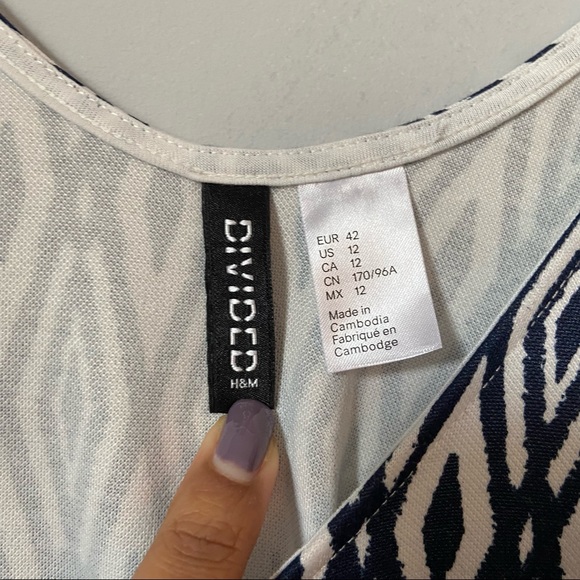 DIVIDED
H&M
EUR 42
US 12
CA 12
CN 170/96A
MX 12
Made in
Cambodia
Fabriqué en
Cambodge